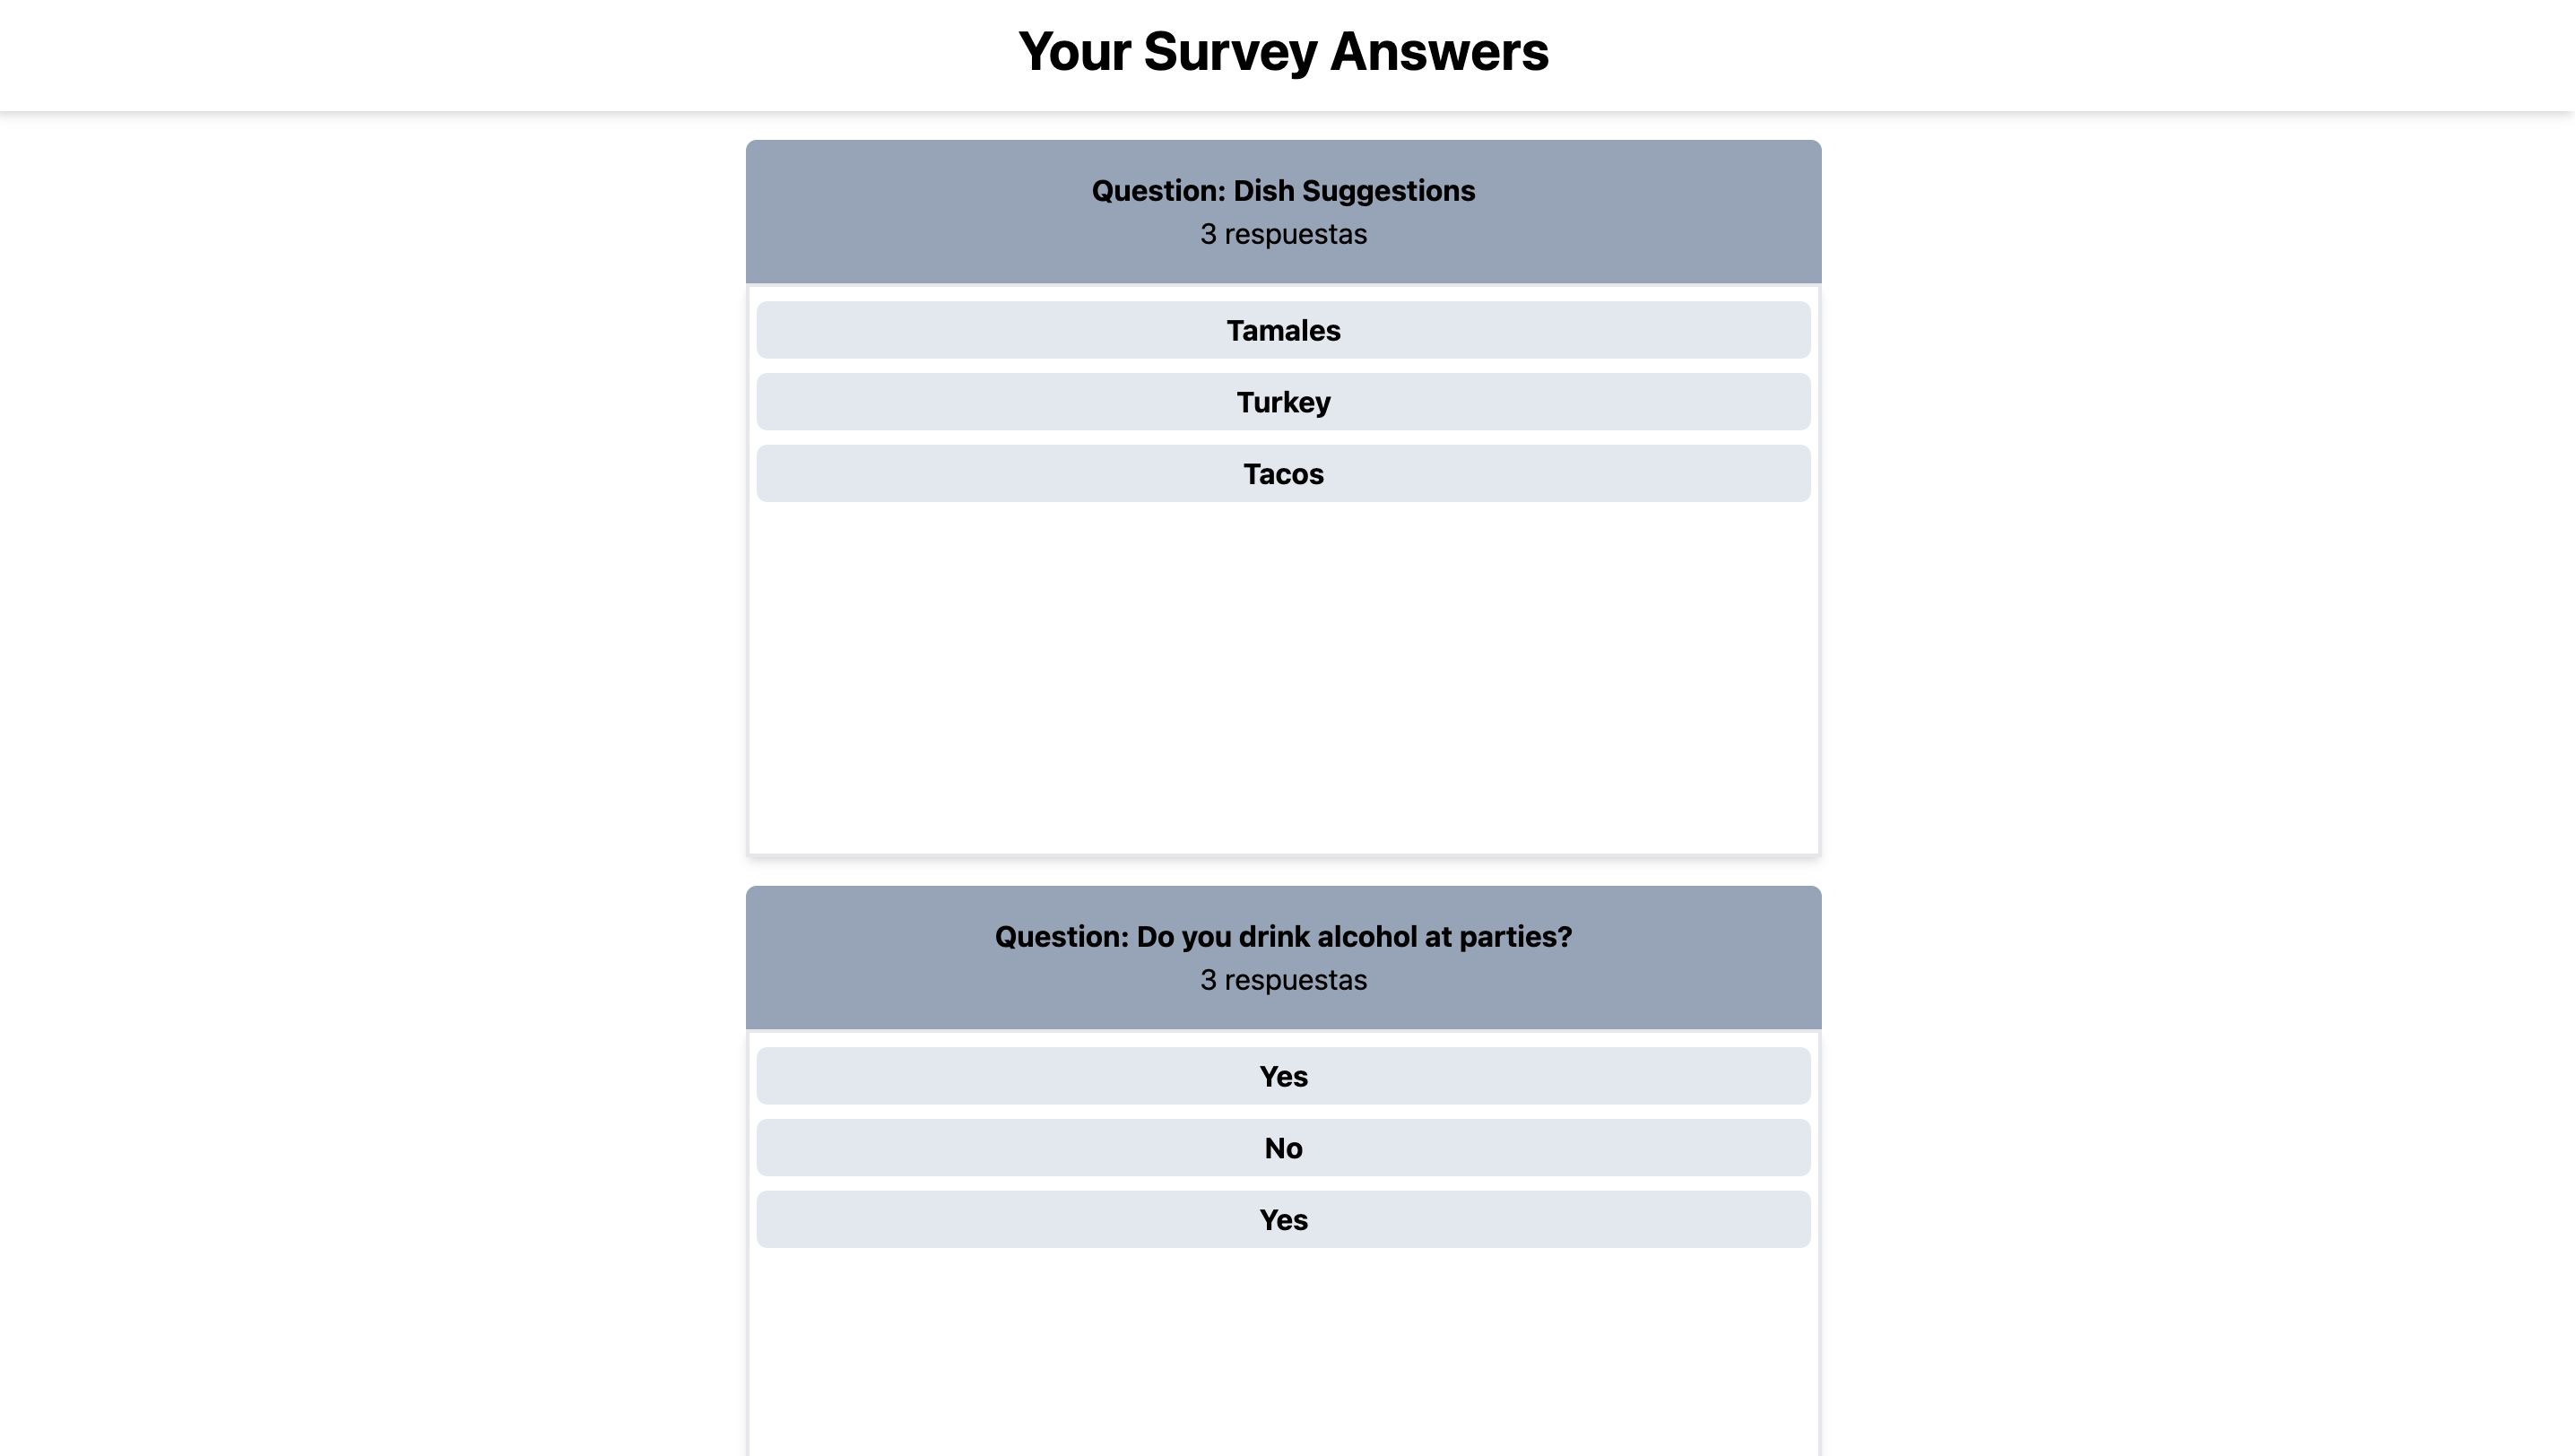 Your Survey Answers
Question: Dish Suggestions
3 respuestas
Tamales
Turkey
Tacos
Question: Do you drink alcohol at parties?
3 respuestas
Yes
No
Yes